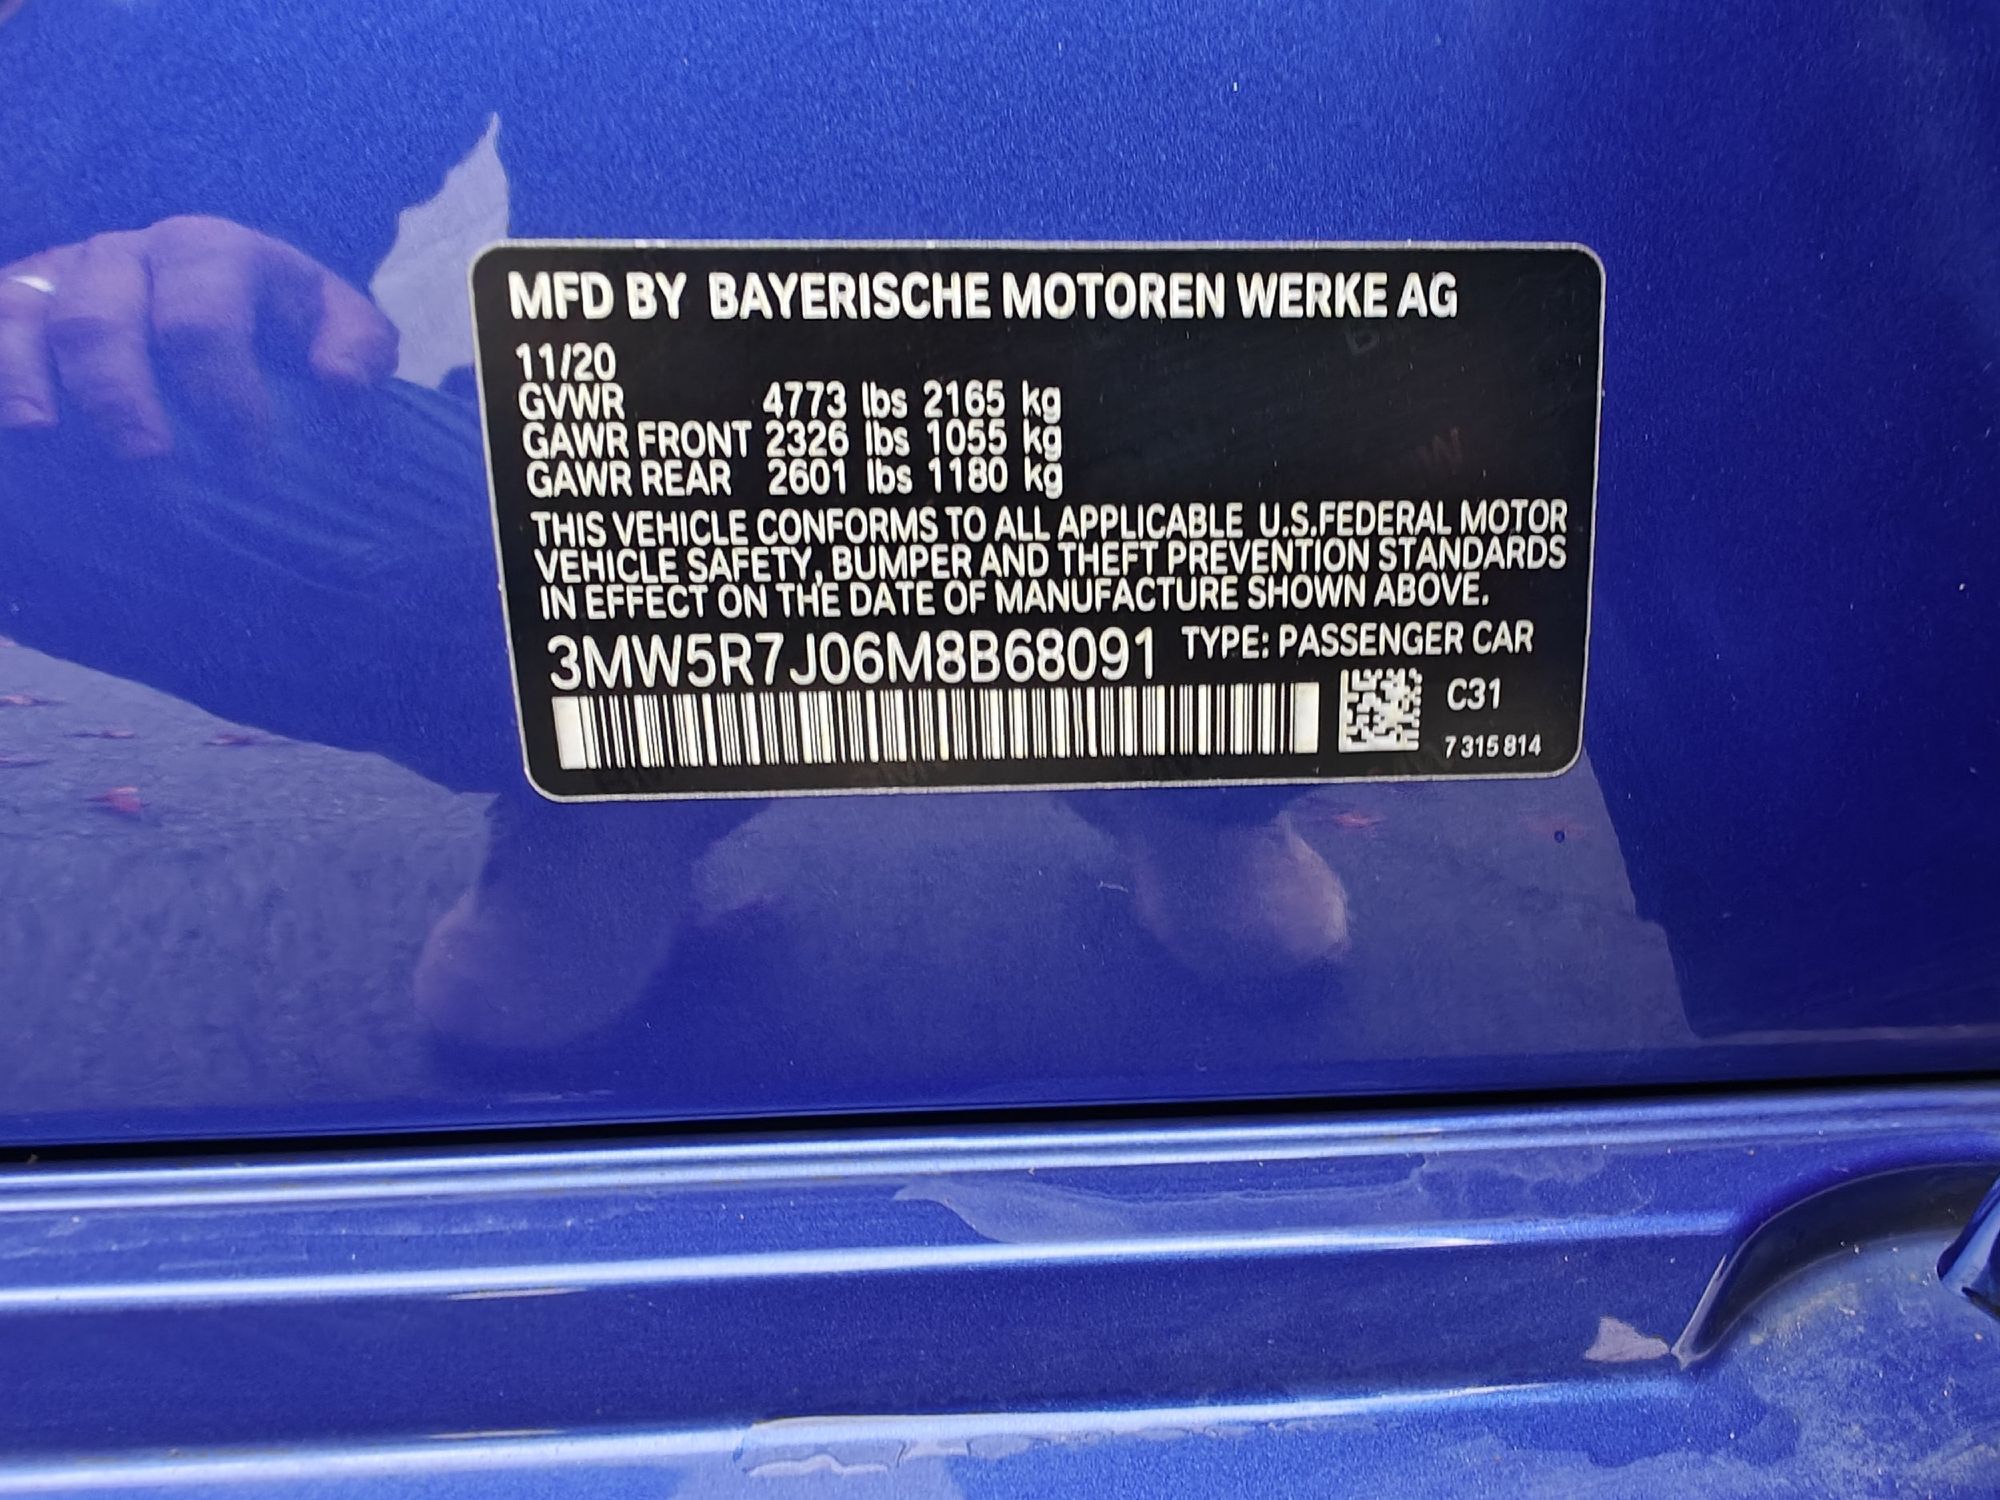 MFD BY BAYERISCHE MOTOREN WERKE AG
11/20
GVWR 4773 lbs 2165 kg
GAWR FRONT 2326 lbs 1055 kg
GAWR REAR 2601 lbs 1180 kg
THIS VEHICLE CONFORMS TO ALL APPLICABLE U.S.FEDERAL MOTOR
VEHICLE SAFETY, BUMPER AND THEFT PREVENTION STANDARDS
IN EFFECT ON THE DATE OF MANUFACTURE SHOWN ABOVE.
3MW5R7J06M8B68091 TYPE: PASSENGER CAR
C31
7 315 814